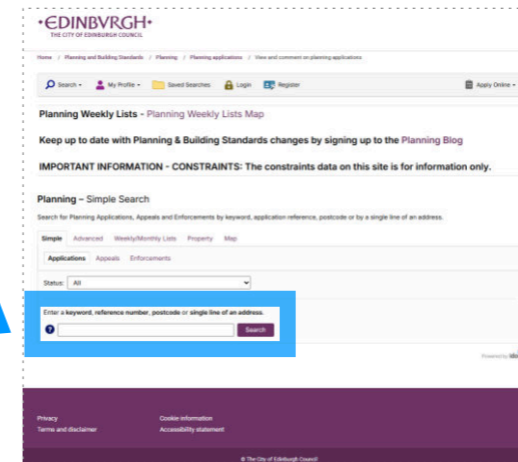 •EDINBVRGH•
THE CITY OF EDINBURGH COUNCIL
Home / Planning and Building Standards / Planning / Planning applications / View and comment on planning applications
Search My Profile Saved Searches Login Register Apply Online
Planning Weekly Lists - Planning Weekly Lists Map
Keep up to date with Planning & Building Standards changes by signing up to the Planning Blog
IMPORTANT INFORMATION - CONSTRAINTS: The constraints data on this site is for information only.
Planning – Simple Search
Search for Planning Applications, Appeals and Enforcements by keyword, application reference, postcode or by a single line of an address.
Simple Advanced Weekly/Monthly Lists Property Map
Applications Appeals Enforcements
Status: All
Enter a keyword, reference number, postcode or single line of an address.
? Search
Powered by
Privacy Cookie information
Terms and disclaimer Accessibility statement
© The City of Edinburgh Council